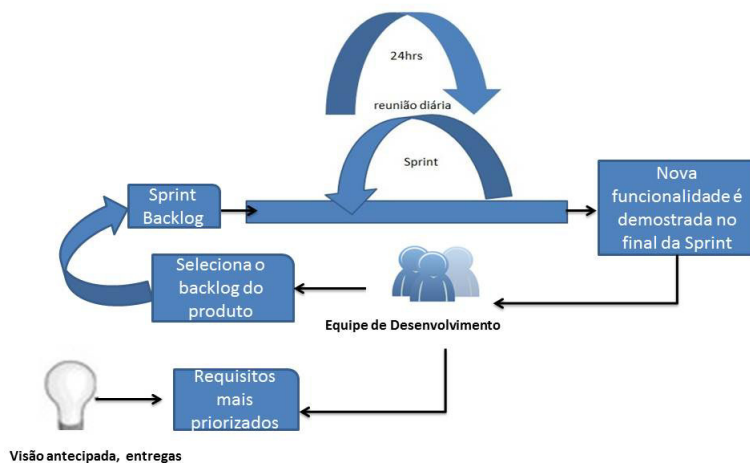 24hrs
reunião diária
Sprint
Sprint
Backlog
Nova
funcionalidade é
demostrada no
final da Sprint
Seleciona o
backlog do
produto
Equipe de Desenvolvimento
Requisitos
mais
priorizados
Visão antecipada, entregas